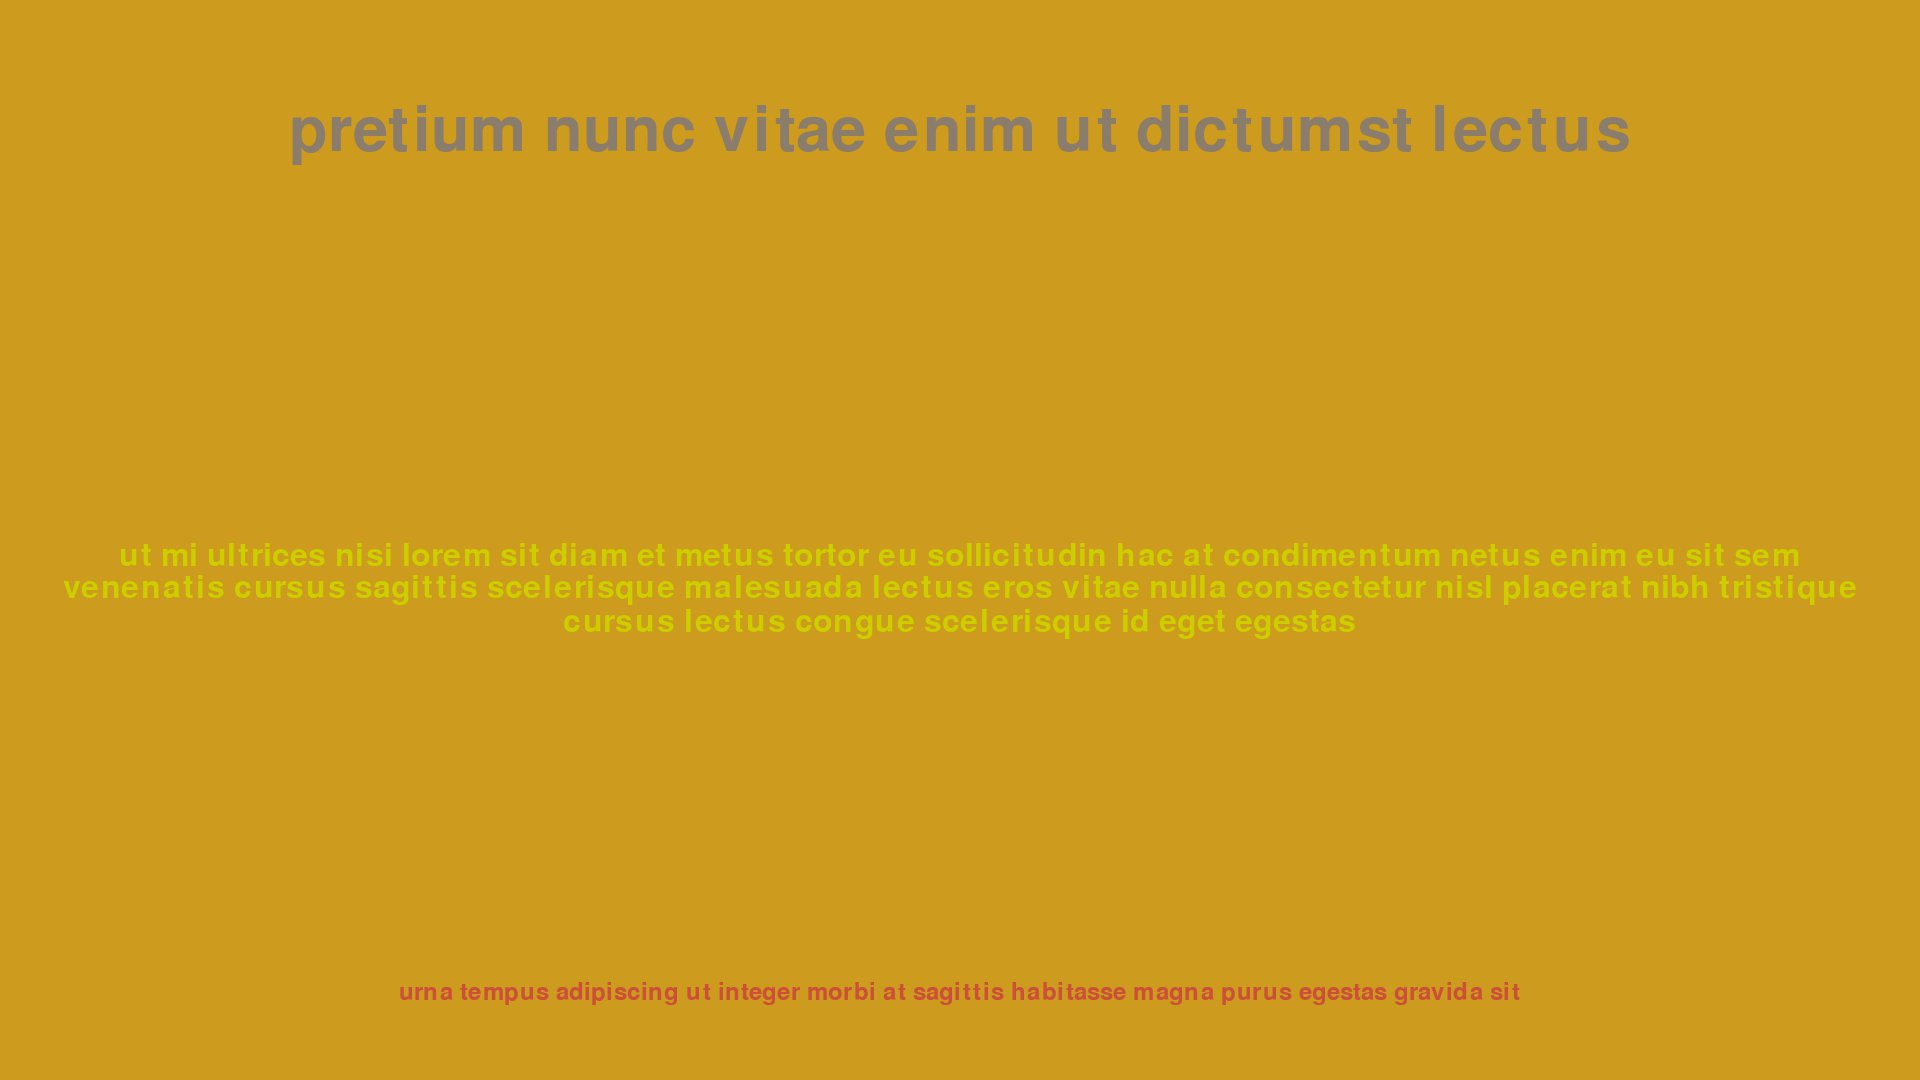 pretium nunc vitae enim ut dictumst lectus
ut mi ultrices nisi lorem sit diam et metus tortor eu sollicitudin hac at condimentum netus enim eu sit sem
venenatis cursus sagittis scelerisque malesuada lectus eros vitae nulla consectetur nisl placerat nibh tristique
cursus lectus congue scelerisque id eget egestas
urna tempus adipiscing ut integer morbi at sagittis habitasse magna purus egestas gravida sit